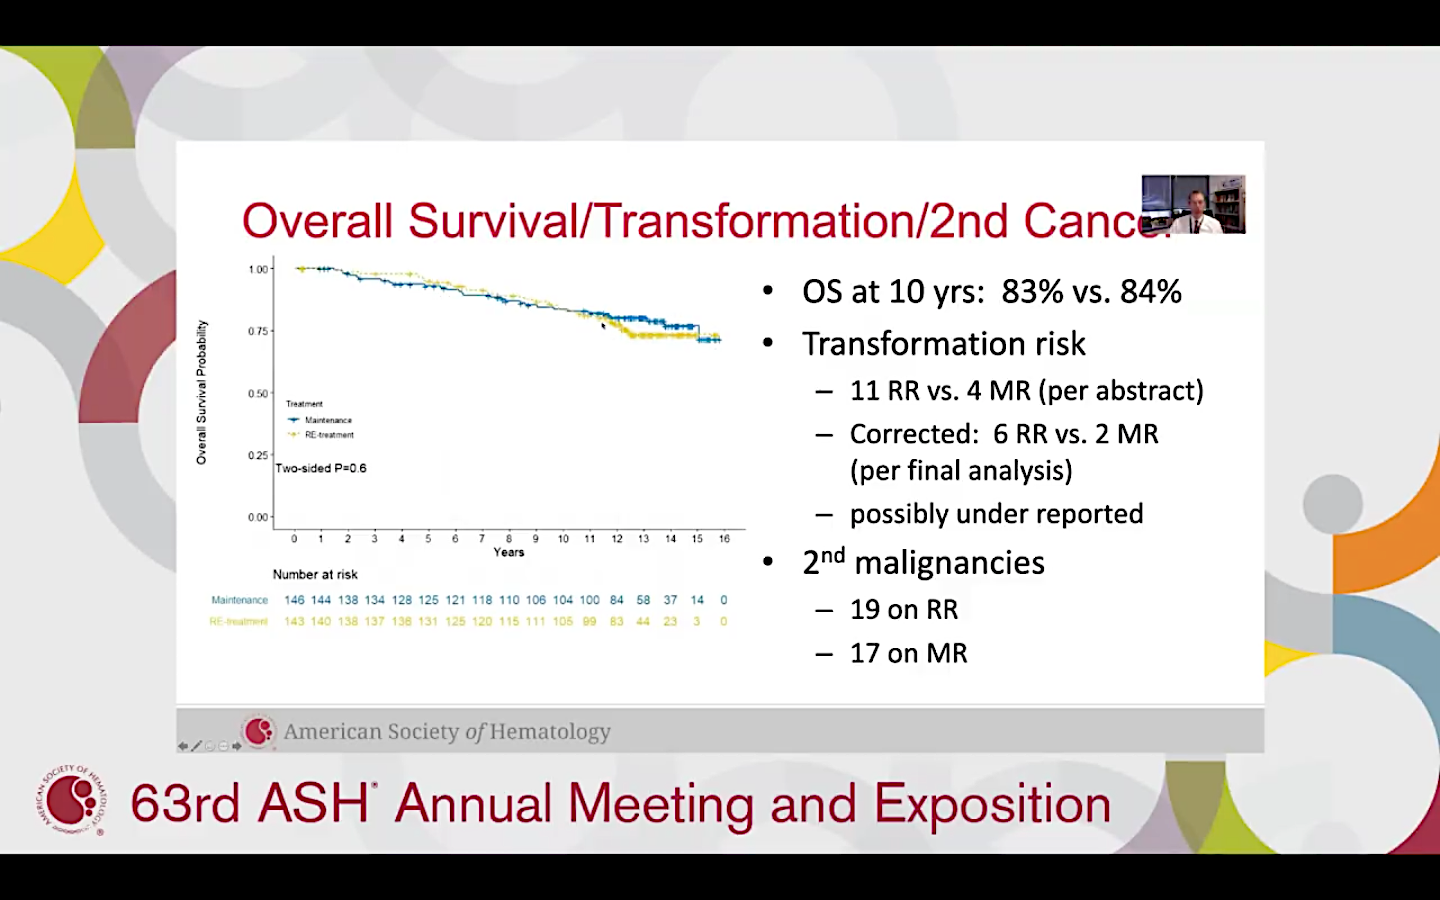 Overall Survival/Transformation/2nd Cancer
1.00
0.75
0.50
0.25
0.00
Overall Survival Probability
Treatment
Maintenance
RE-treatment
Two-sided P=0.6
0 1 2 3 4 5 6 7 8 9 10 11 12 13 14 15 16
Years
Number at risk
Maintenance 146 144 138 134 128 125 121 118 110 106 104 100 84 58 37 14 0
RE-treatment 143 140 138 137 136 131 125 120 115 111 105 99 83 44 23 3 0
• OS at 10 yrs: 83% vs. 84%
• Transformation risk
– 11 RR vs. 4 MR (per abstract)
– Corrected: 6 RR vs. 2 MR
(per final analysis)
– possibly under reported
• 2nd malignancies
– 19 on RR
– 17 on MR
American Society of Hematology
63rd ASH® Annual Meeting and Exposition